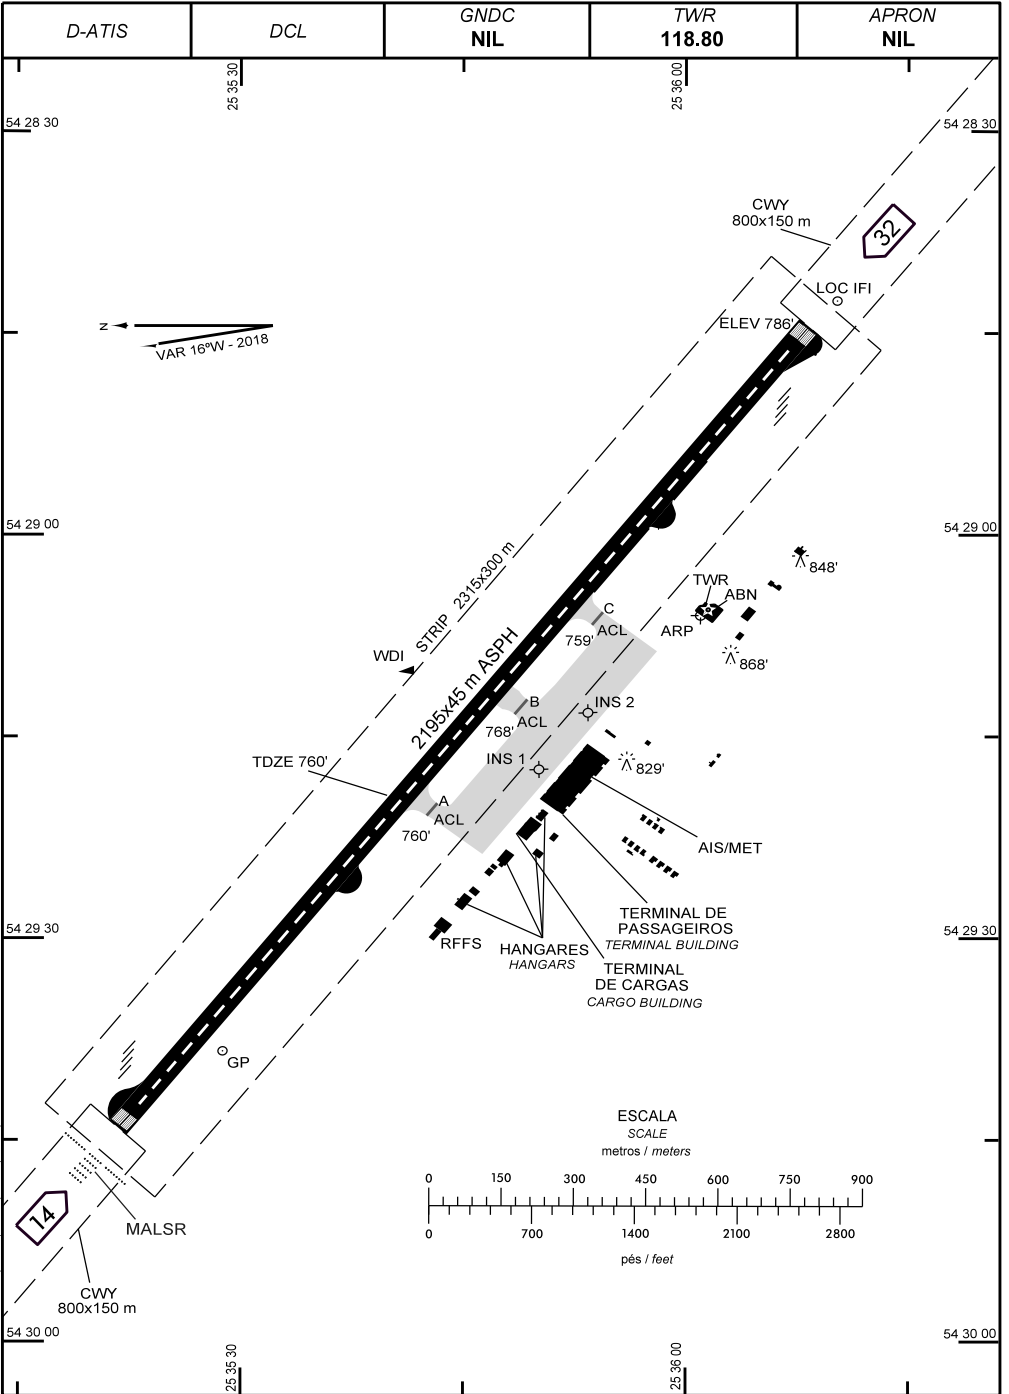 D-ATIS
DCL
GNDC
NIL
TWR
118.80
APRON
NIL
25 35 30
25 36 00
54 28 30
54 28 30
CWY
800x150 m
32
LOC IFI
ELEV 786'
N
VAR 16ºW - 2018
54 29 00
54 29 00
STRIP 2315x300 m
848'
TWR
ABN
ARP
C
ACL
759'
WDI
868'
2195x45 m ASPH
B
ACL
768'
INS 2
INS 1
TDZE 760'
829'
A
ACL
760'
AIS/MET
TERMINAL DE
PASSAGEIROS
TERMINAL BUILDING
54 29 30
54 29 30
RFFS
HANGARES
HANGARS
TERMINAL
DE CARGAS
CARGO BUILDING
GP
ESCALA
SCALE
metros / meters
0 150 300 450 600 750 900
0 700 1400 2100 2800
pés / feet
14
MALSR
CWY
800x150 m
54 30 00
54 30 00
25 35 30
25 36 00